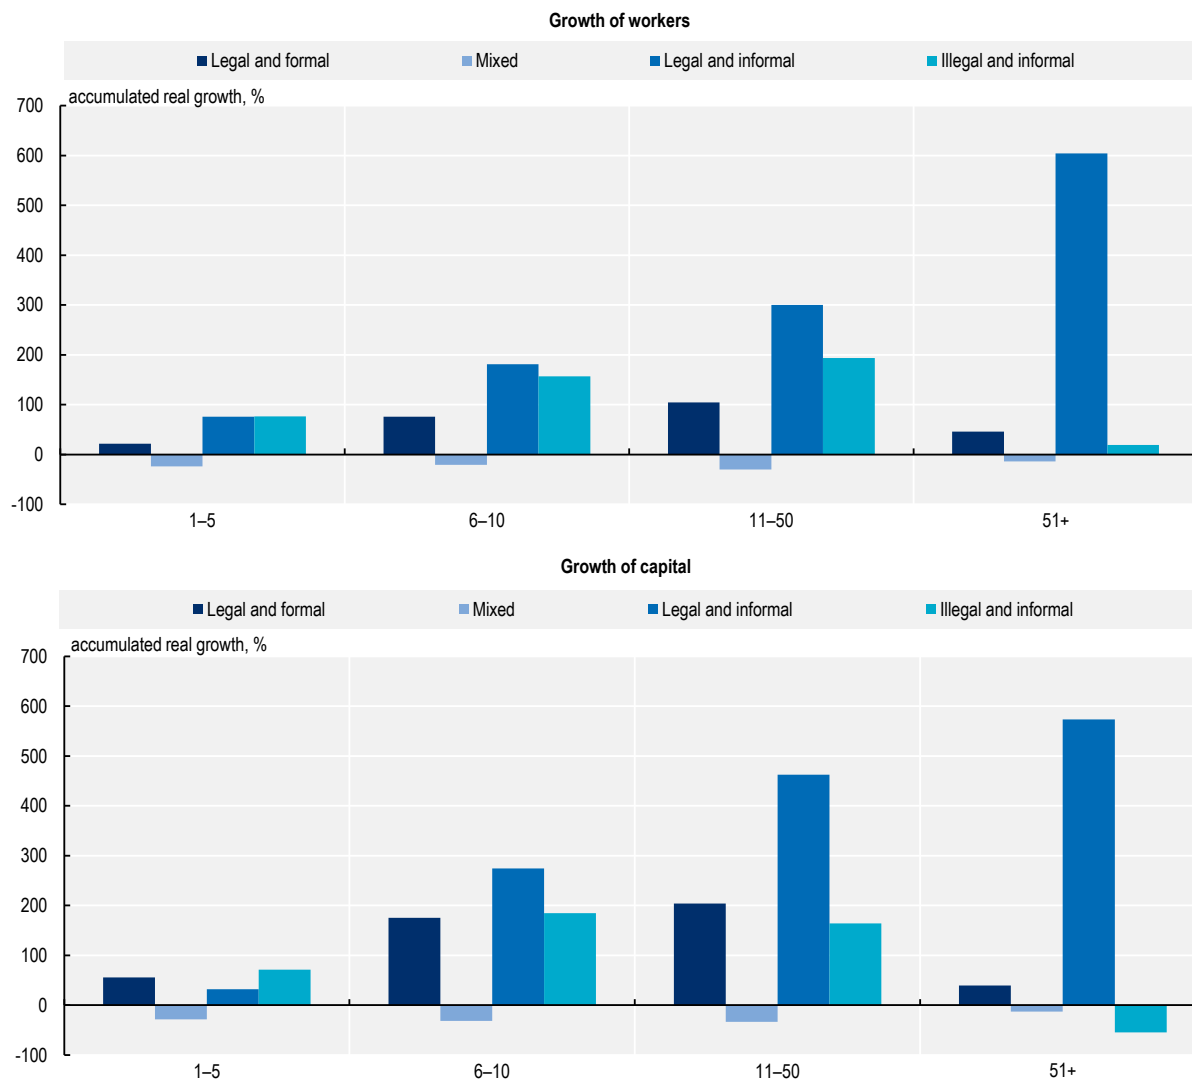 Growth of workers
Legal and formal Mixed Legal and informal Illegal and informal
accumulated real growth, %
700
600
500
400
300
200
100
0
-100
1–5 6–10 11–50 51+
Growth of capital
Legal and formal Mixed Legal and informal Illegal and informal
accumulated real growth, %
700
600
500
400
300
200
100
0
-100
1–5 6–10 11–50 51+